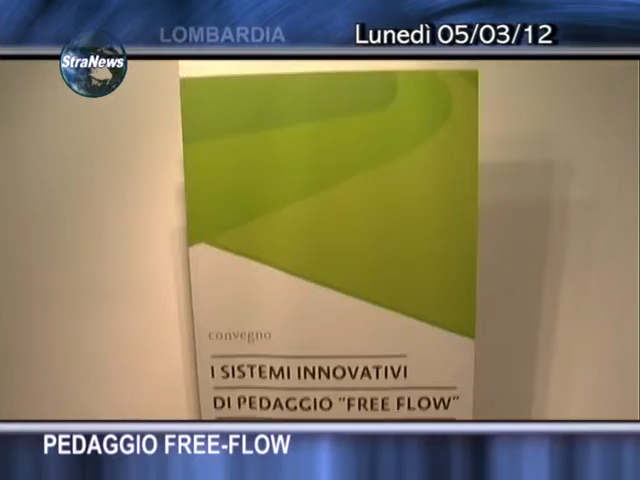 LOMBARDIA
Lunedì 05/03/12
StraNews
convegno
I SISTEMI INNOVATIVI
DI PEDAGGIO "FREE FLOW"
PEDAGGIO FREE-FLOW